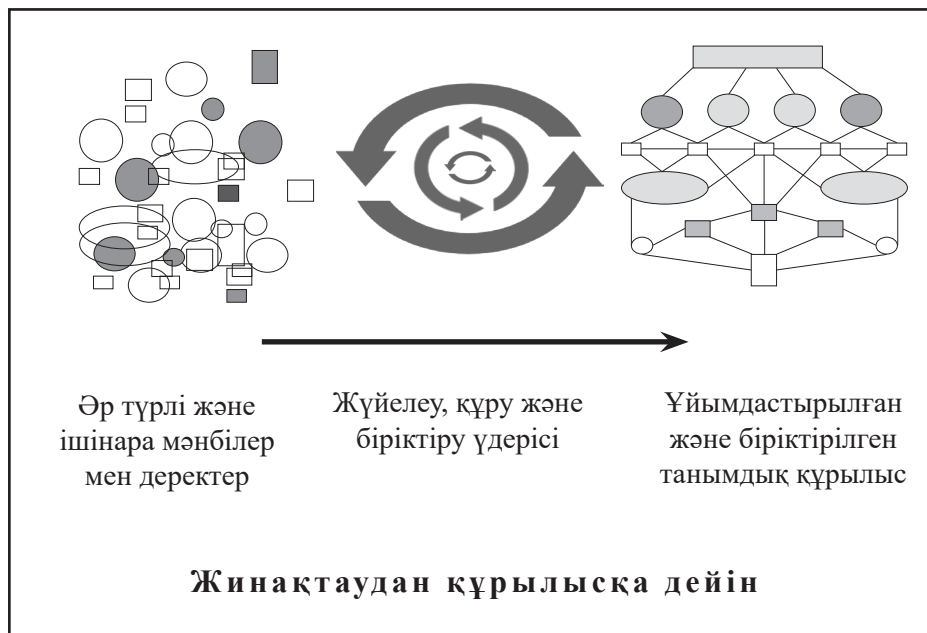 Әр түрлі және
ішінара мәнбілер
мен деректер
Жүйелеу, құру және
біріктіру үдерісі
Ұйымдастырылған
және біріктірілген
танымдық құрылыс
Жинақтаудан құрылысқа дейін